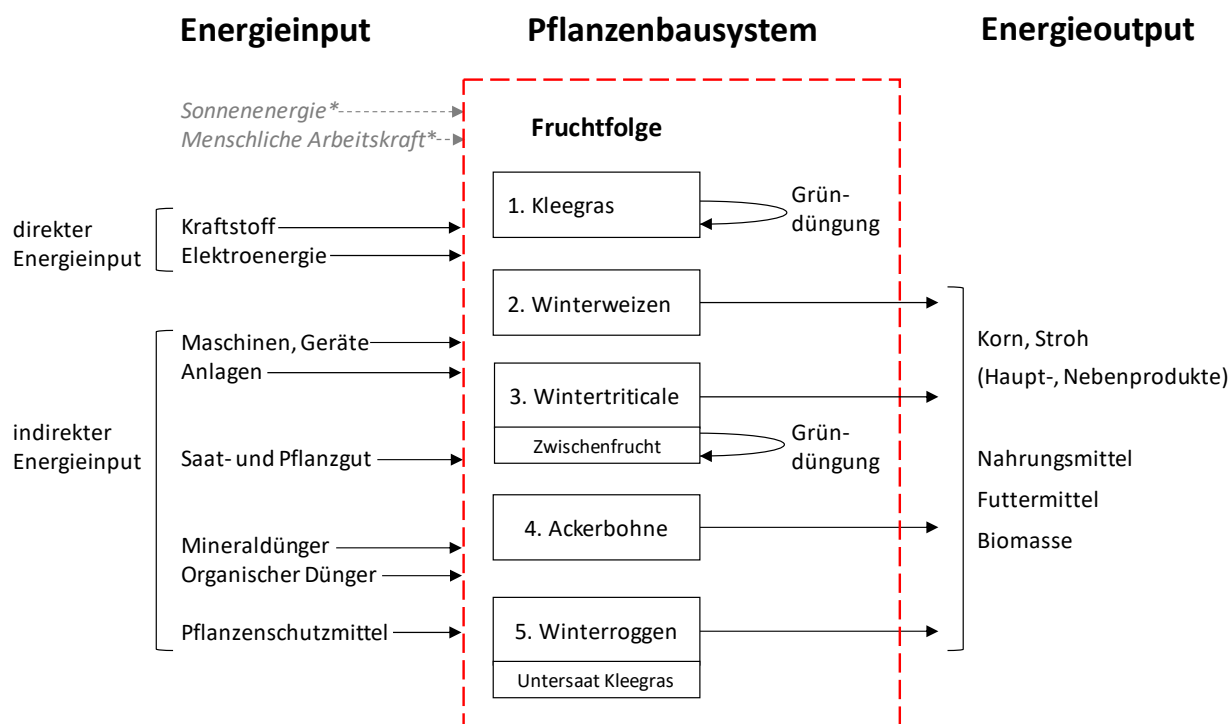 Energieinput
Pflanzenbausystem
Energieoutput
Sonnenenergie*
Menschliche Arbeitskraft*
direkter
Energieinput
Kraftstoff
Elektroenergie
indirekter
Energieinput
Maschinen, Geräte
Anlagen
Saat- und Pflanzgut
Mineraldünger
Organischer Dünger
Pflanzenschutzmittel
Fruchtfolge
1. Kleegras
Grün-
düngung
2. Winterweizen
3. Wintertriticale
Zwischenfrucht
Grün-
düngung
4. Ackerbohne
5. Winterroggen
Untersaat Kleegras
Korn, Stroh
(Haupt-, Nebenprodukte)
Nahrungsmittel
Futtermittel
Biomasse